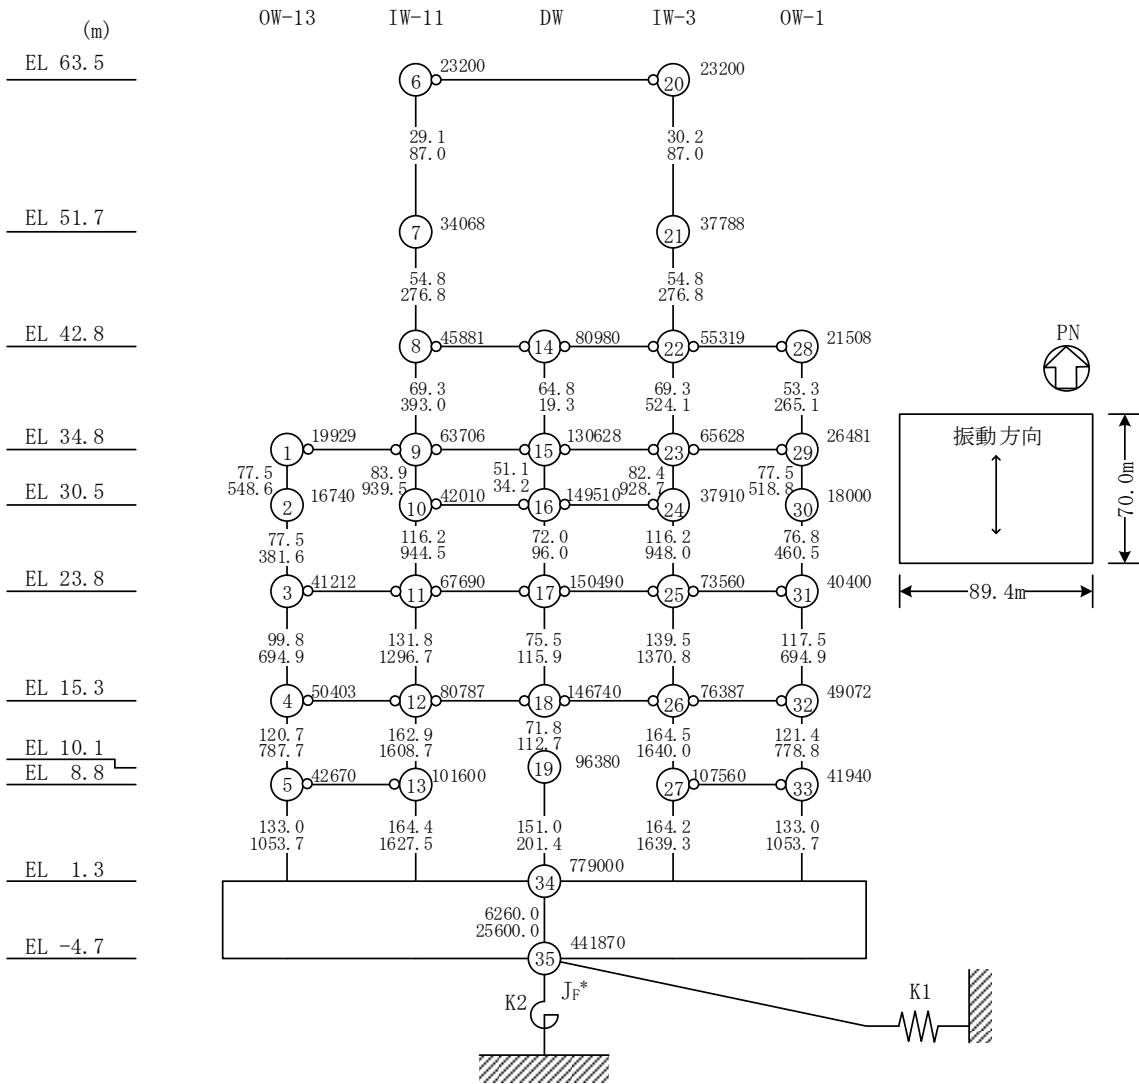 OW-13 IW-11 DW IW-3 OW-1
(m)
EL 63.5
6 23200 20 23200
29.1 30.2
87.0 87.0
EL 51.7
7 34068 21 37788
54.8 54.8
276.8 276.8
EL 42.8
8 45881 14 80980 22 55319 28 21508
PN
69.3 64.8 69.3 53.3
393.0 19.3 524.1 265.1
EL 34.8
1 19929 9 63706 15 130628 23 65628 29 26481
振動方向
77.5 83.9 51.1 82.4 77.5
548.6 939.5 34.2 928.7 518.8
EL 30.5
2 16740 10 42010 16 149510 24 37910 30 18000
70.0m
77.5 116.2 72.0 116.2 76.8
381.6 944.5 96.0 948.0 460.5
EL 23.8
3 41212 11 67690 17 150490 25 73560 31 40400
89.4m
99.8 131.8 75.5 139.5 117.5
694.9 1296.7 115.9 1370.8 694.9
EL 15.3
4 50403 12 80787 18 146740 26 76387 32 49072
120.7 162.9 71.8 164.5 121.4
787.7 1608.7 112.7 1640.0 778.8
EL 10.1
19 96380
EL 8.8
5 42670 13 101600 27 107560 33 41940
133.0 164.4 151.0 164.2 133.0
1053.7 1627.5 201.4 1639.3 1053.7
EL 1.3
34 779000
6260.0
25600.0
EL -4.7
35 441870
K2 JF* K1